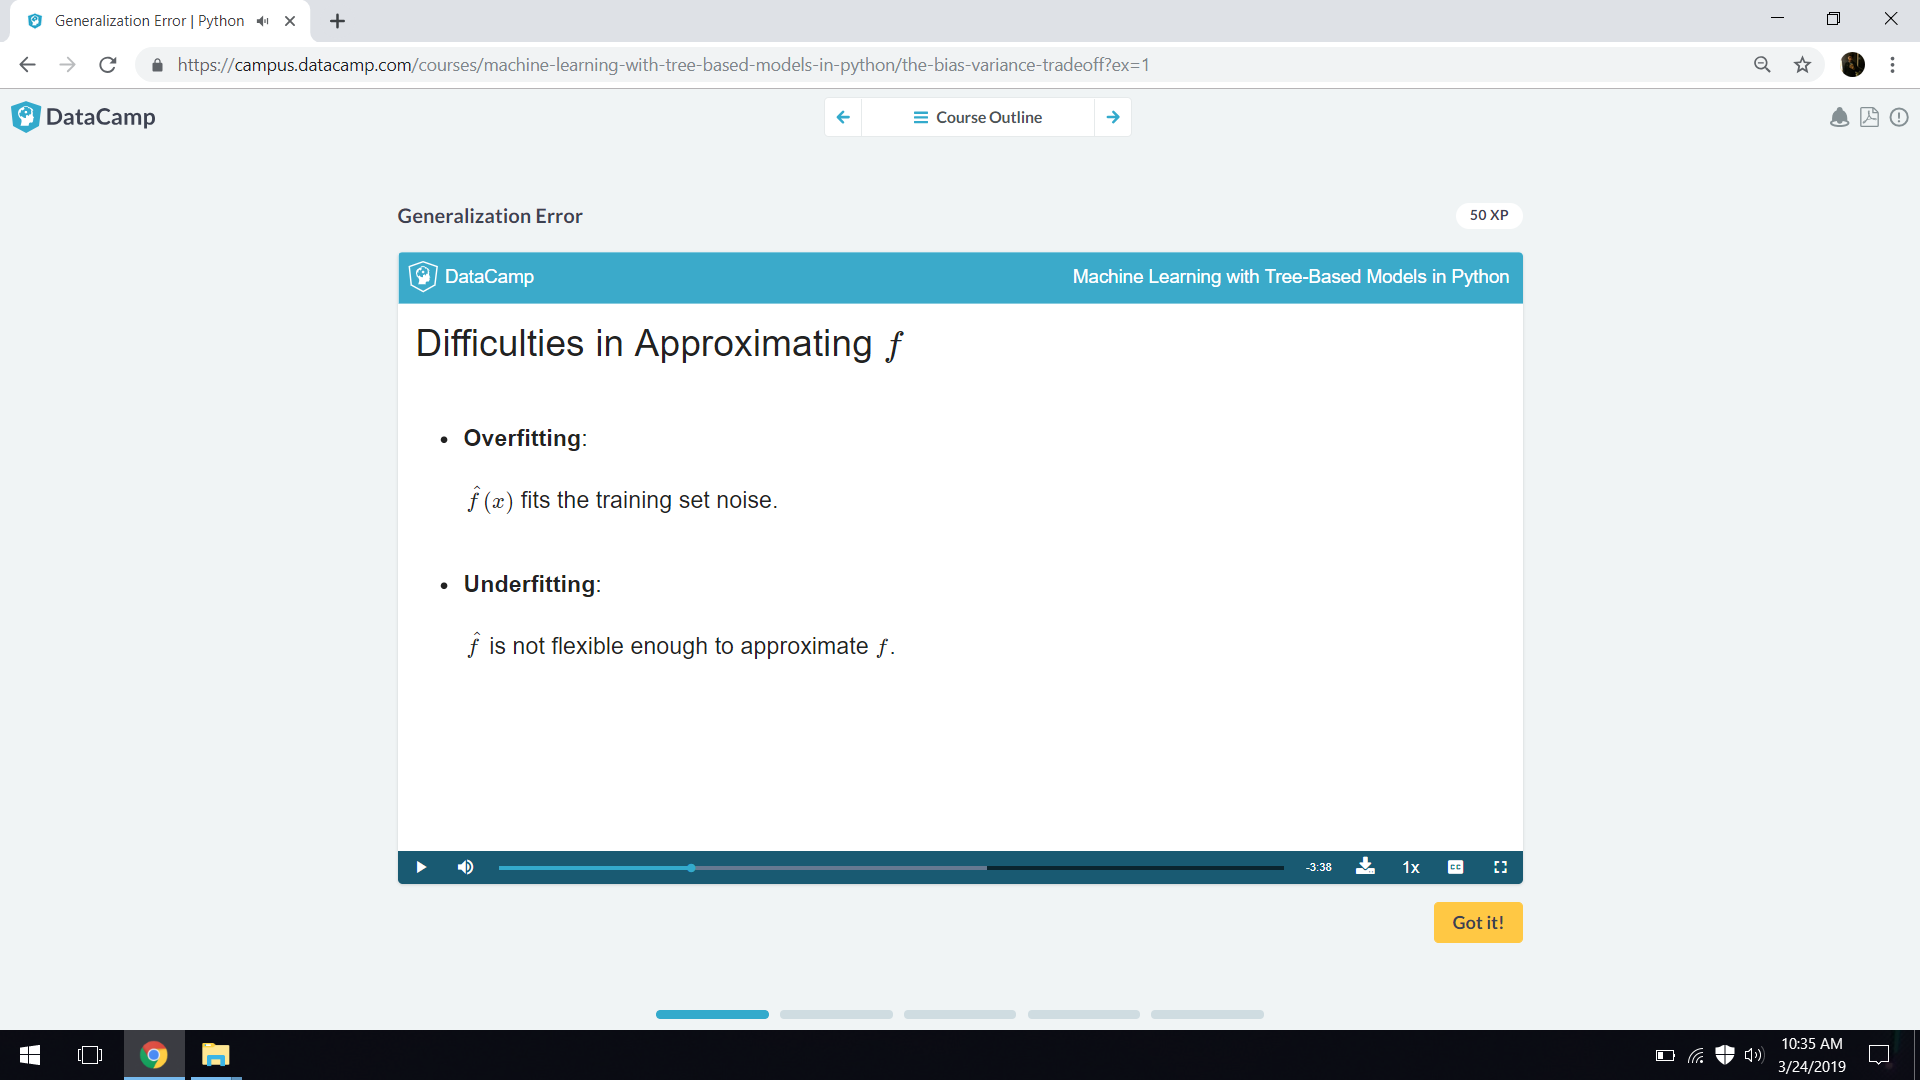 Generalization Error | Python
https://campus.datacamp.com/courses/machine-learning-with-tree-based-models-in-python/the-bias-variance-tradeoff?ex=1
DataCamp
Course Outline
Generalization Error
50 XP
DataCamp
Machine Learning with Tree-Based Models in Python
Difficulties in Approximating f
• Overfitting:
f̂(x) fits the training set noise.
• Underfitting:
f̂ is not flexible enough to approximate f.
-3:38
1x
CC
Got it!
10:35 AM
3/24/2019